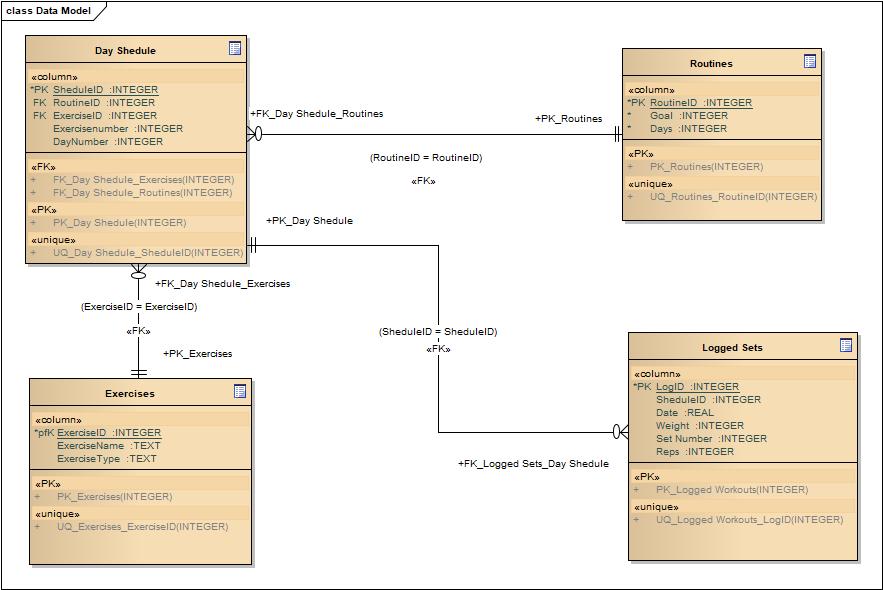 class Data Model
Day Shedule
«column»
*PK SheduleID :INTEGER
FK RoutineID :INTEGER
FK ExerciseID :INTEGER
Exercisenumber :INTEGER
DayNumber :INTEGER
«FK»
+ FK_Day Shedule_Exercises(INTEGER)
+ FK_Day Shedule_Routines(INTEGER)
«PK»
+ PK_Day Shedule(INTEGER)
«unique»
+ UQ_Day Shedule_SheduleID(INTEGER)
+FK_Day Shedule_Routines
+PK_Routines
(RoutineID = RoutineID)
«FK»
Routines
«column»
*PK RoutineID :INTEGER
* Goal :INTEGER
* Days :INTEGER
«PK»
+ PK_Routines(INTEGER)
«unique»
+ UQ_Routines_RoutineID(INTEGER)
+PK_Day Shedule
(SheduleID = SheduleID)
«FK»
+FK_Logged Sets_Day Shedule
+FK_Day Shedule_Exercises
(ExerciseID = ExerciseID)
«FK»
+PK_Exercises
Exercises
«column»
*pfK ExerciseID :INTEGER
ExerciseName :TEXT
ExerciseType :TEXT
«PK»
+ PK_Exercises(INTEGER)
«unique»
+ UQ_Exercises_ExerciseID(INTEGER)
Logged Sets
«column»
*PK LogID :INTEGER
SheduleID :INTEGER
Date :REAL
Weight :INTEGER
Set Number :INTEGER
Reps :INTEGER
«PK»
+ PK_Logged Workouts(INTEGER)
«unique»
+ UQ_Logged Workouts_LogID(INTEGER)